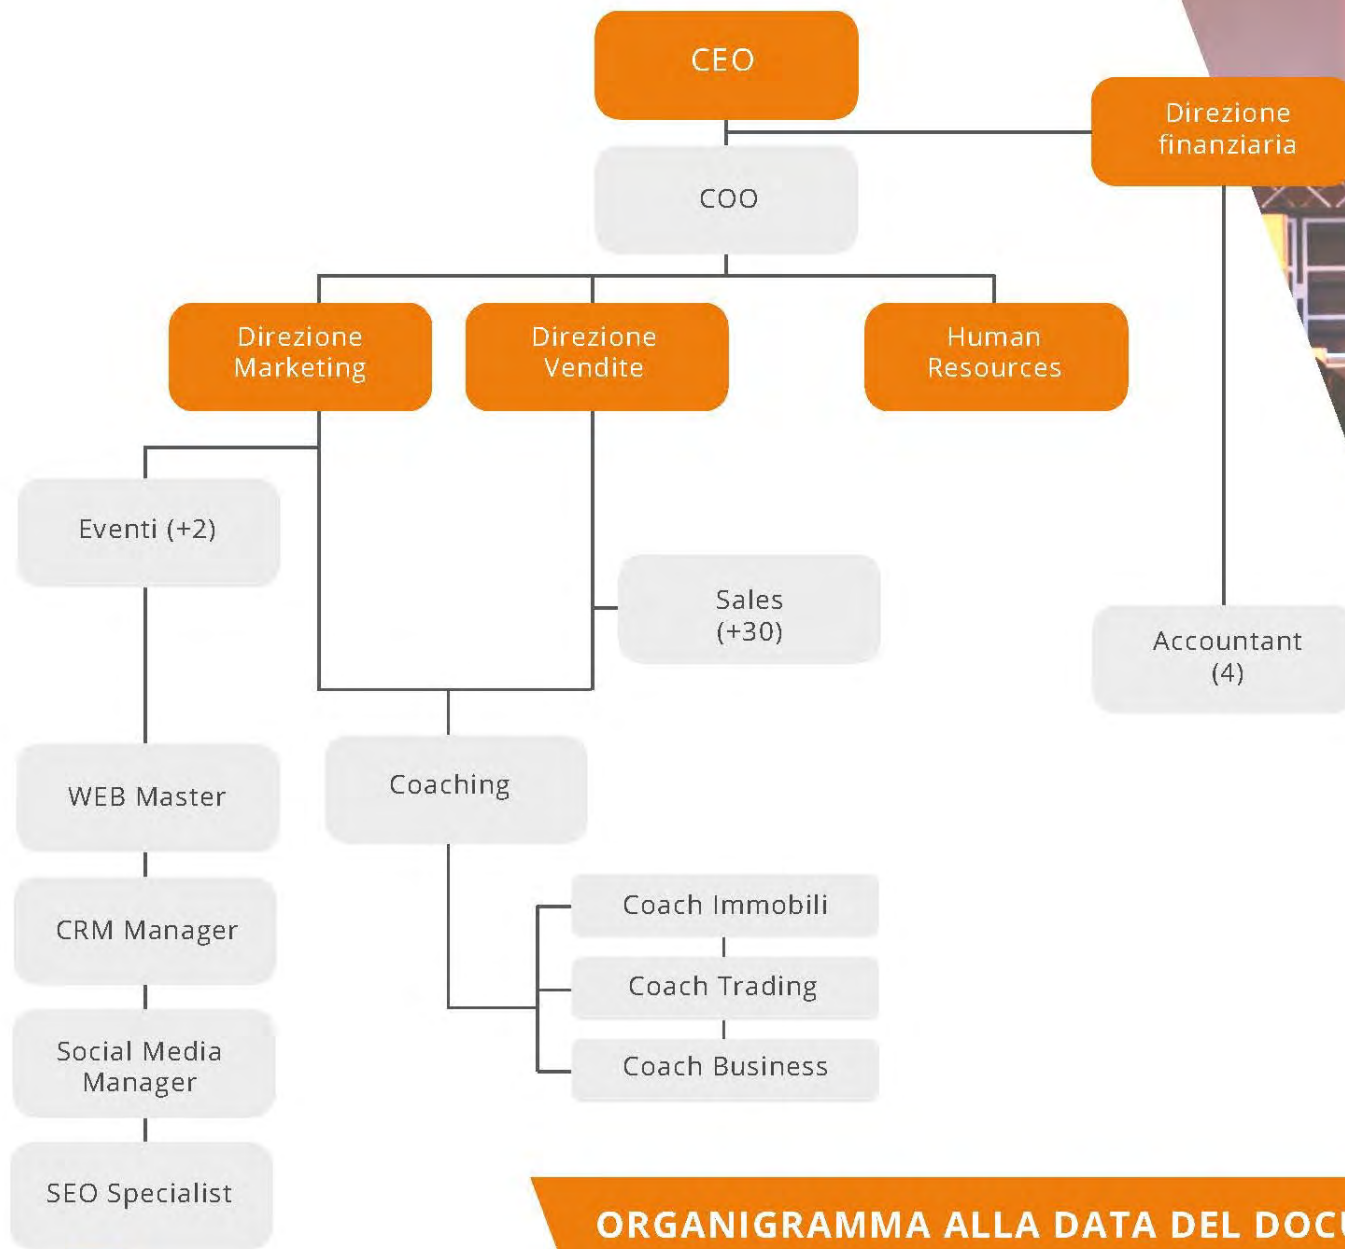 CEO
Direzione
finanziaria
COO
Direzione
Marketing
Direzione
Vendite
Human
Resources
Eventi (+2)
Sales
(+30)
Accountant
(4)
WEB Master
Coaching
CRM Manager
Coach Immobili
Coach Trading
Coach Business
Social Media
Manager
SEO Specialist
ORGANIGRAMMA ALLA DATA DEL